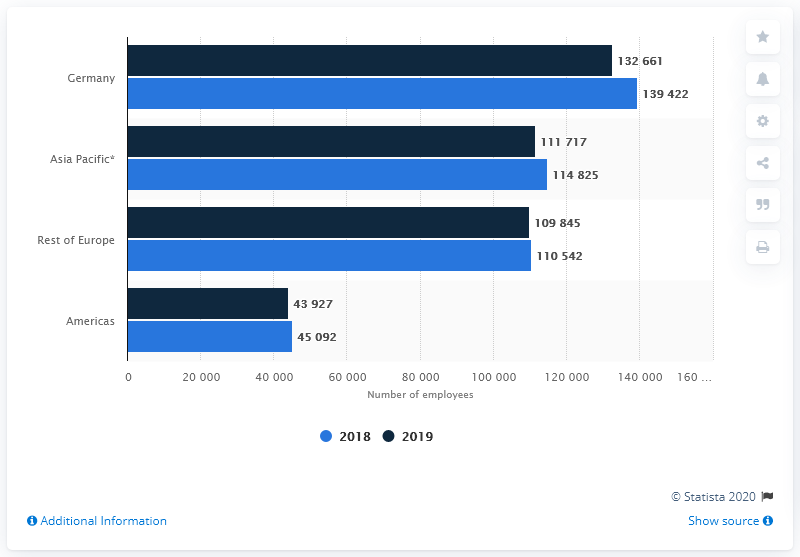 Germany
132 661
139 422
Asia Pacific*
111 717
114 825
Rest of Europe
109 845
110 542
Americas
43 927
45 092
0 20 000 40 000 60 000 80 000 100 000 120 000 140 000 160 ...
Number of employees
2018 2019
© Statista 2020
Additional Information Show source